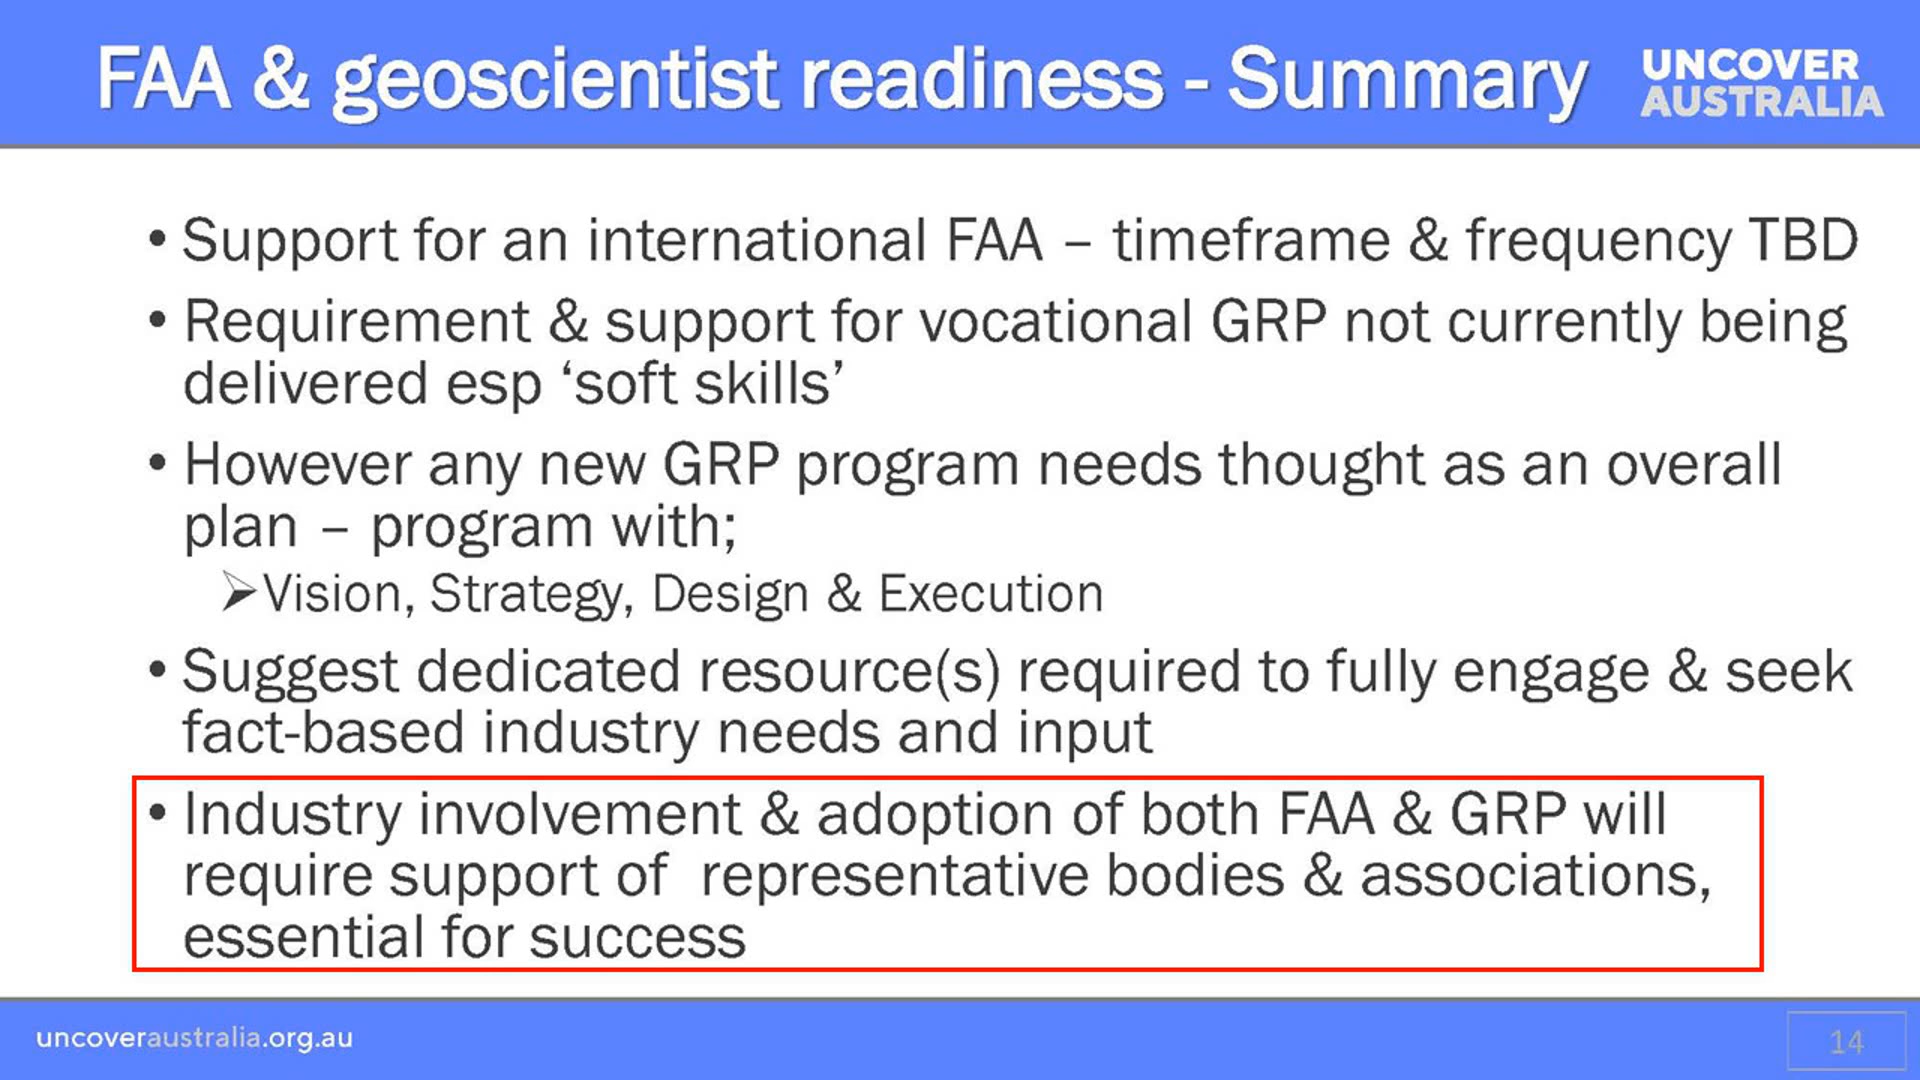 FAA & geoscientist readiness - Summary
UNCOVER
AUSTRALIA
• Support for an international FAA – timeframe & frequency TBD
• Requirement & support for vocational GRP not currently being
delivered esp ‘soft skills’
• However any new GRP program needs thought as an overall
plan – program with;
➢Vision, Strategy, Design & Execution
• Suggest dedicated resource(s) required to fully engage & seek
fact-based industry needs and input
• Industry involvement & adoption of both FAA & GRP will
require support of  representative bodies & associations,
essential for success
uncoveraustralia.org.au
14